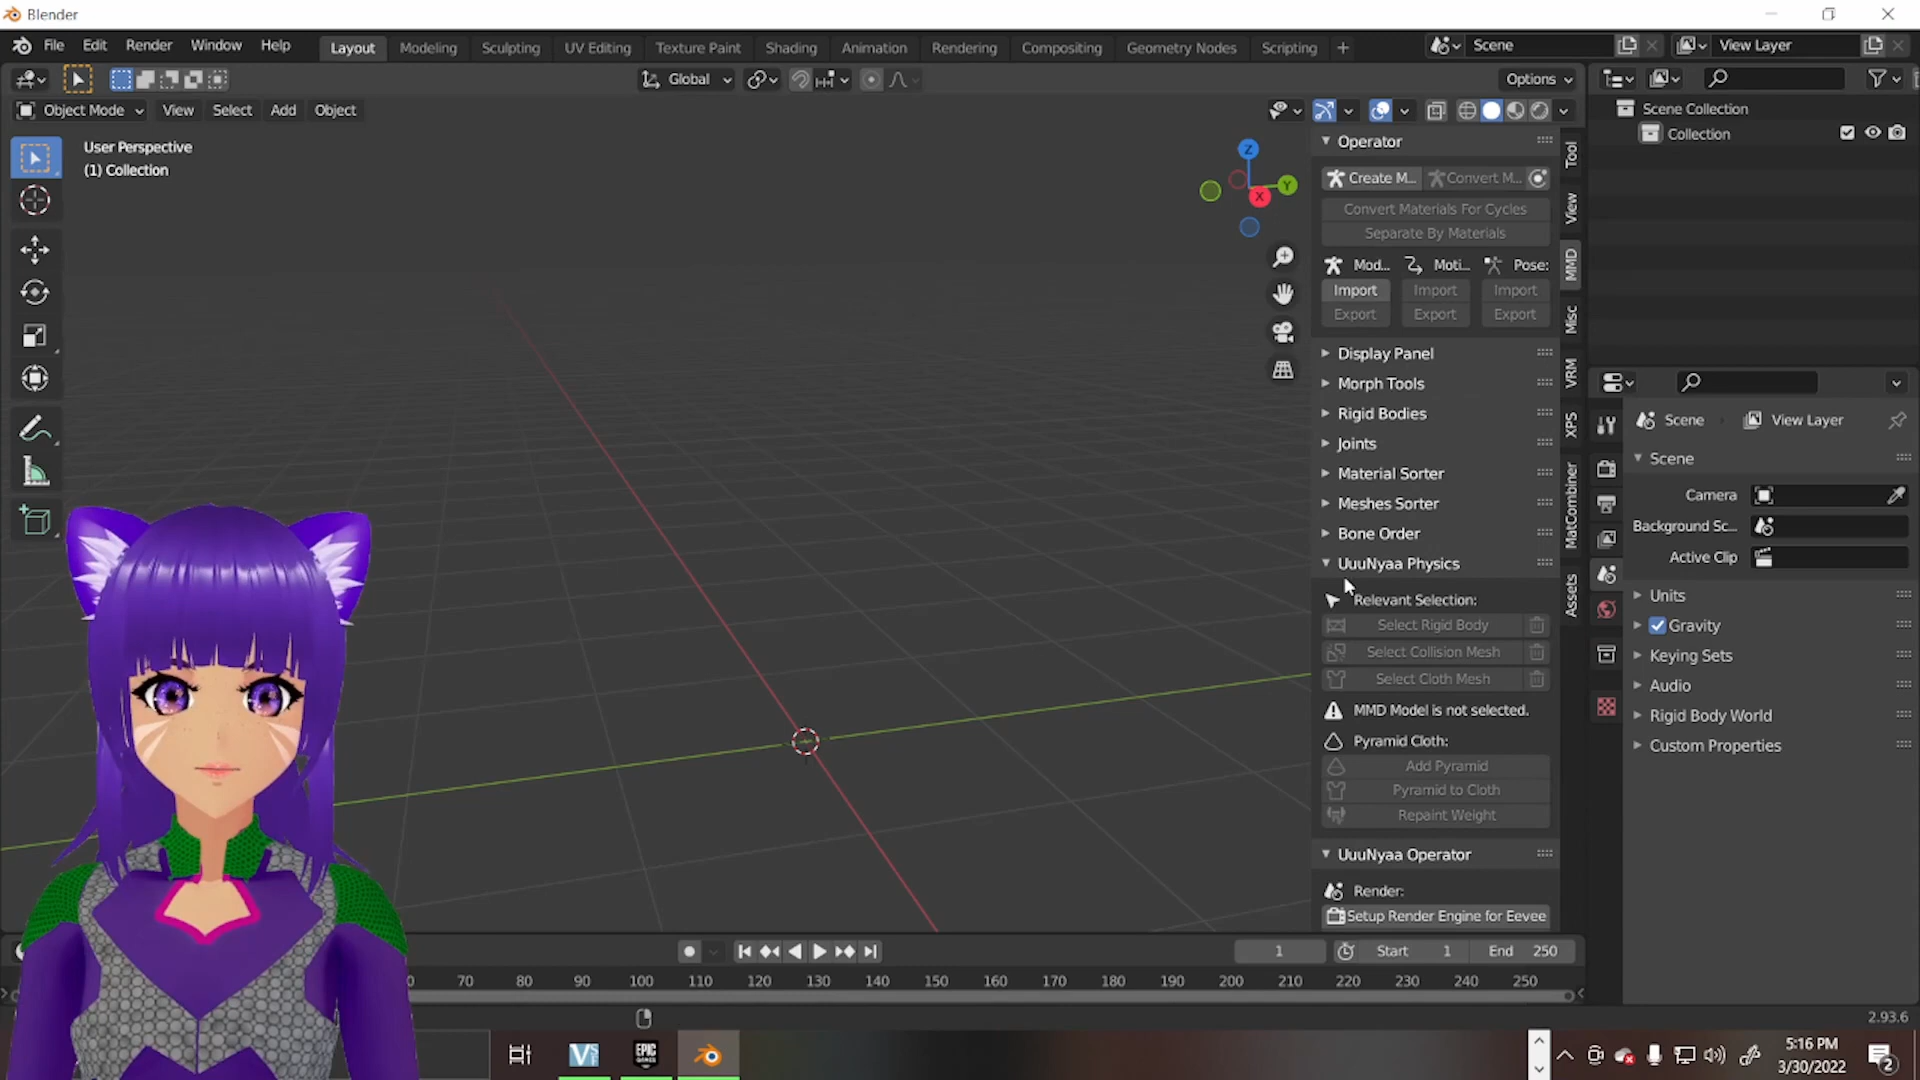 Blender
File Edit Render Window Help Layout Modeling Sculpting UV Editing Texture Paint Shading Animation Rendering Compositing Geometry Nodes Scripting + Scene View Layer
Global Options
Object Mode View Select Add Object
User Perspective
(1) Collection
Z
Y
X
Operator
Create M... Convert M...
Convert Materials For Cycles
Separate By Materials
Mod... Moti... Pose:
Import Import Import
Export Export Export
Display Panel
Morph Tools
Rigid Bodies
Joints
Material Sorter
Meshes Sorter
Bone Order
UuuNyaa Physics
Relevant Selection:
Select Rigid Body
Select Collision Mesh
Select Cloth Mesh
MMD Model is not selected.
Pyramid Cloth:
Add Pyramid
Pyramid to Cloth
Repaint Weight
UuuNyaa Operator
Render:
Setup Render Engine for Eevee
Tool
View
MMD
Misc
VRM
XPS
MatCombiner
Assets
Scene Collection
Collection
Scene View Layer
Scene
Camera
Background Sc...
Active Clip
Units
Gravity
Keying Sets
Audio
Rigid Body World
Custom Properties
1 Start 1 End 250
0 70 80 90 100 110 120 130 140 150 160 170 180 190 200 210 220 230 240 250
2.93.6
EPIC
GAMES
5:16 PM
3/30/2022
2